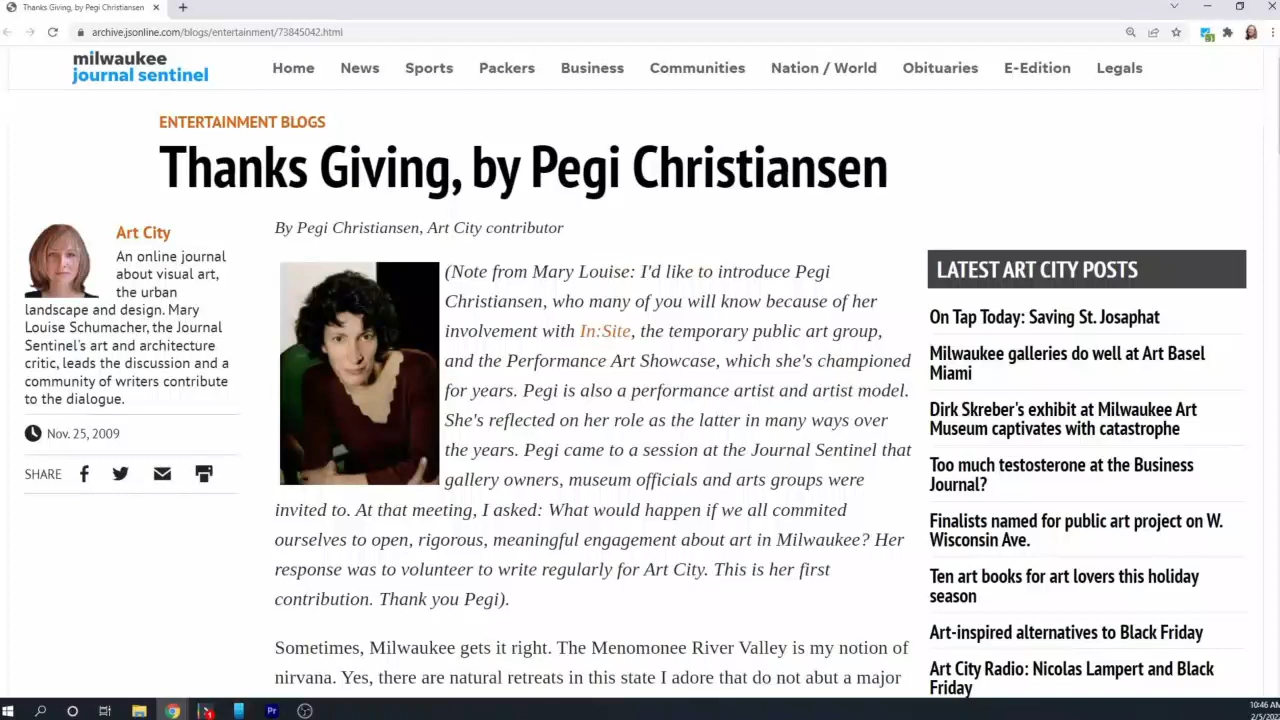 Thanks Giving, by Pegi Christiansen
archive.jsonline.com/blogs/entertainment/73845042.html
milwaukee
journal sentinel
Home News Sports Packers Business Communities Nation / World Obituaries E-Edition Legals
ENTERTAINMENT BLOGS
Thanks Giving, by Pegi Christiansen
Art City
An online journal
about visual art,
the urban
landscape and design. Mary
Louise Schumacher, the Journal
Sentinel's art and architecture
critic, leads the discussion and a
community of writers contribute
to the dialogue.
Nov. 25, 2009
SHARE
By Pegi Christiansen, Art City contributor
(Note from Mary Louise: I'd like to introduce Pegi
Christiansen, who many of you will know because of her
involvement with In:Site, the temporary public art group,
and the Performance Art Showcase, which she's championed
for years. Pegi is also a performance artist and artist model.
She's reflected on her role as the latter in many ways over
the years. Pegi came to a session at the Journal Sentinel that
gallery owners, museum officials and arts groups were
invited to. At that meeting, I asked: What would happen if we all commited
ourselves to open, rigorous, meaningful engagement about art in Milwaukee? Her
response was to volunteer to write regularly for Art City. This is her first
contribution. Thank you Pegi).
Sometimes, Milwaukee gets it right. The Menomonee River Valley is my notion of
nirvana. Yes, there are natural retreats in this state I adore that do not abut a major
LATEST ART CITY POSTS
On Tap Today: Saving St. Josaphat
Milwaukee galleries do well at Art Basel
Miami
Dirk Skreber's exhibit at Milwaukee Art
Museum captivates with catastrophe
Too much testosterone at the Business
Journal?
Finalists named for public art project on W.
Wisconsin Ave.
Ten art books for art lovers this holiday
season
Art-inspired alternatives to Black Friday
Art City Radio: Nicolas Lampert and Black
Friday
Pr
10:46 AM